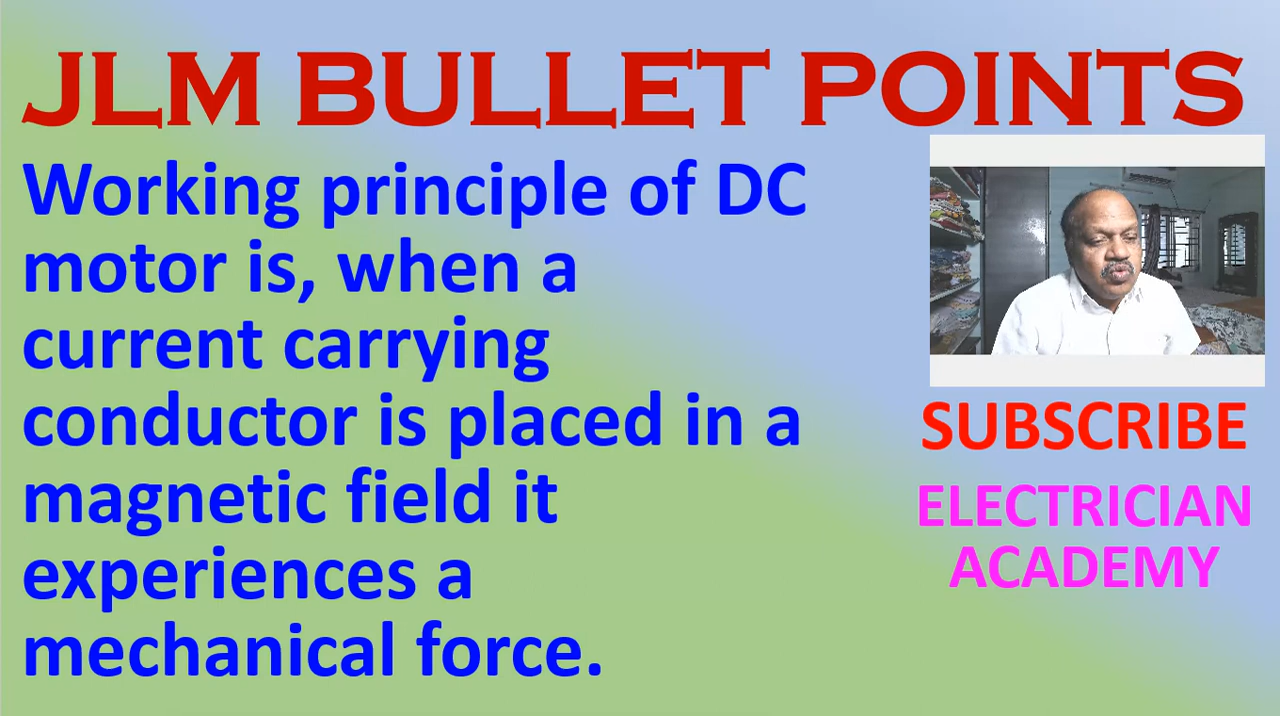 JLM BULLET POINTS
Working principle of DC
motor is, when a
current carrying
conductor is placed in a
magnetic field it
experiences a
mechanical force.
SUBSCRIBE
ELECTRICIAN
ACADEMY